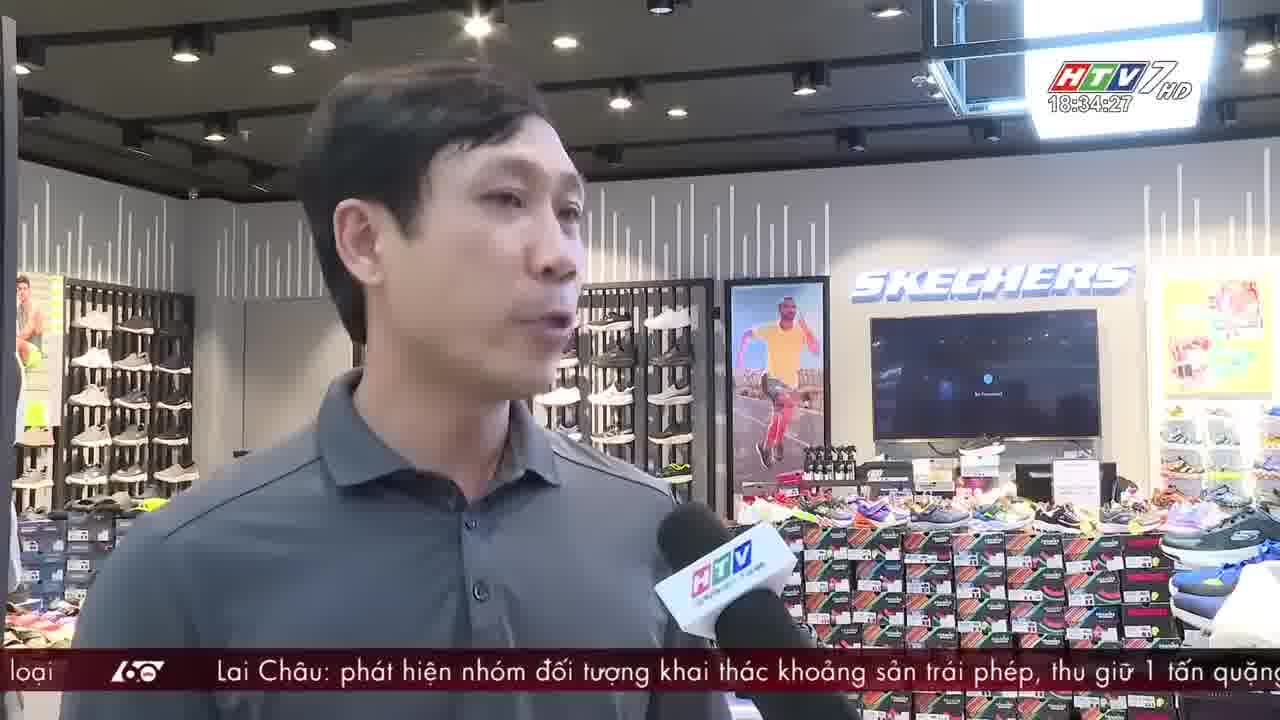 HTV7
HD
18:34:27
SKECHERS
HTV
loại
60
Lai Châu: phát hiện nhóm đối tượng khai thác khoảng sản trái phép, thu giữ 1 tấn quặng